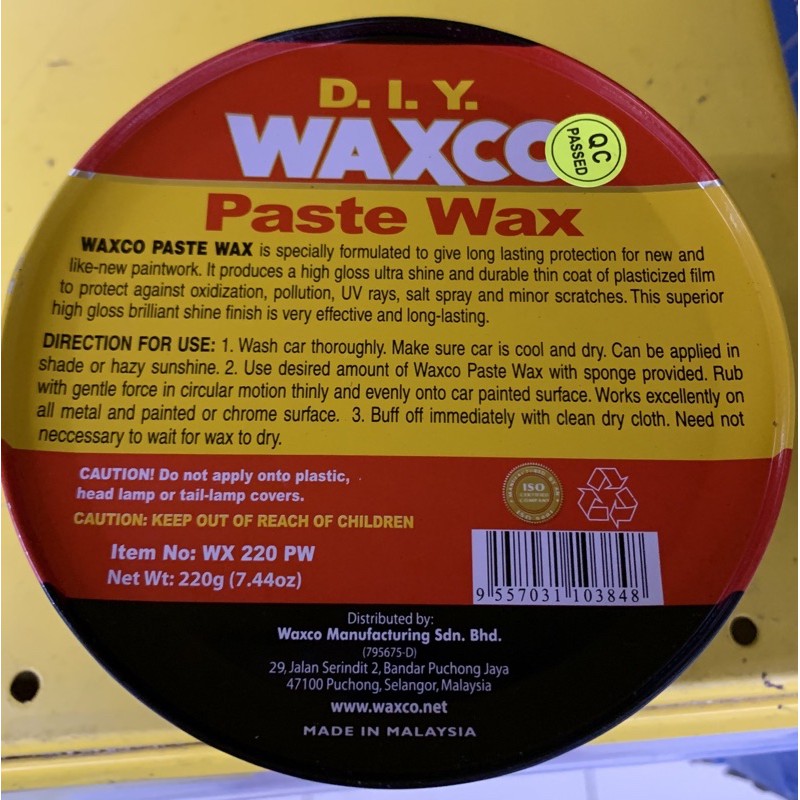 D. I. Y.
WAXCO
QC
PASSED
Paste Wax
WAXCO PASTE WAX is specially formulated to give long lasting protection for new and
like-new paintwork. It produces a high gloss ultra shine and durable thin coat of plasticized film
to protect against oxidization, pollution, UV rays, salt spray and minor scratches. This superior
high gloss brilliant shine finish is very effective and long-lasting.
DIRECTION FOR USE: 1. Wash car thoroughly. Make sure car is cool and dry. Can be applied in
shade or hazy sunshine. 2. Use desired amount of Waxco Paste Wax with sponge provided. Rub
with gentle force in circular motion thinly and evenly onto car painted surface. Works excellently on
all metal and painted or chrome surface. 3. Buff off immediately with clean dry cloth. Need not
neccessary to wait for wax to dry.
CAUTION! Do not apply onto plastic,
head lamp or tail-lamp covers.
CAUTION: KEEP OUT OF REACH OF CHILDREN
ISO
Item No: WX 220 PW
Net Wt: 220g (7.44oz)
9 557031 103848
Distributed by:
Waxco Manufacturing Sdn. Bhd.
(795675-D)
29, Jalan Serindit 2, Bandar Puchong Jaya
47100 Puchong, Selangor, Malaysia
www.waxco.net
MADE IN MALAYSIA